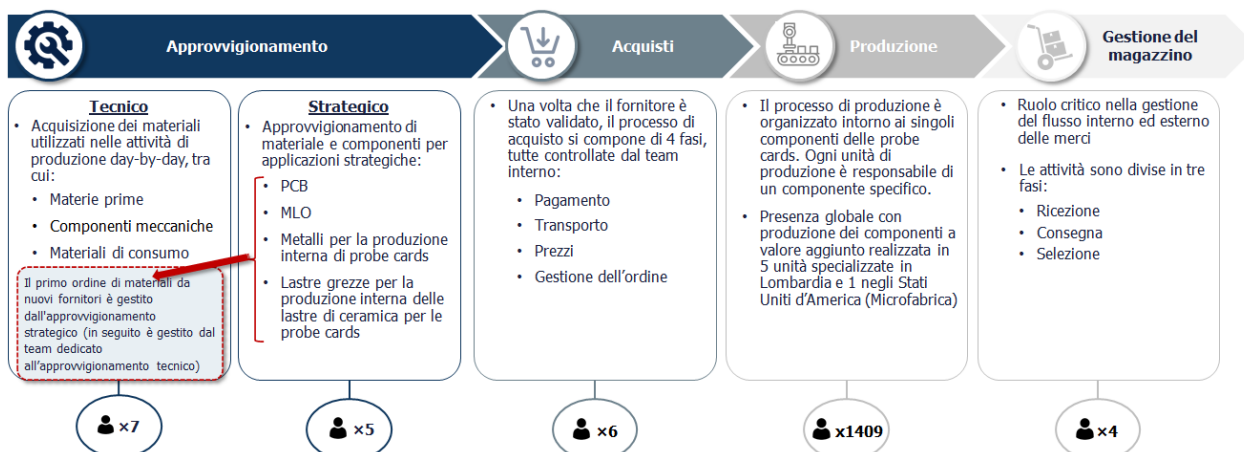 Approvvigionamento
Acquisti
Produzione
Gestione del
magazzino
Tecnico
• Acquisizione dei materiali
utilizzati nelle attività di
produzione day-by-day, tra
cui:
• Materie prime
• Componenti meccaniche
• Materiali di consumo
Il primo ordine di materiali da
nuovi fornitori è gestito
dall'approvvigionamento
strategico (in seguito è gestito dal
team dedicato
all'approvvigionamento tecnico)
×7
Strategico
• Approvvigionamento di
materiale e componenti per
applicazioni strategiche:
• PCB
• MLO
• Metalli per la produzione
interna di probe cards
• Lastre grezze per la
produzione interna delle
lastre di ceramica per le
probe cards
×5
• Una volta che il fornitore è
stato validato, il processo di
acquisto si compone di 4 fasi,
tutte controllate dal team
interno:
• Pagamento
• Transporto
• Prezzi
• Gestione dell'ordine
×6
• Il processo di produzione è
organizzato intorno ai singoli
componenti delle probe
cards. Ogni unità di
produzione è responsabile di
un componente specifico.
• Presenza globale con
produzione dei componenti a
valore aggiunto realizzata in
5 unità specializzate in
Lombardia e 1 negli Stati
Uniti d'America (Microfabrica)
x1409
• Ruolo critico nella gestione
del flusso interno ed esterno
delle merci
• Le attività sono divise in tre
fasi:
• Ricezione
• Consegna
• Selezione
×4